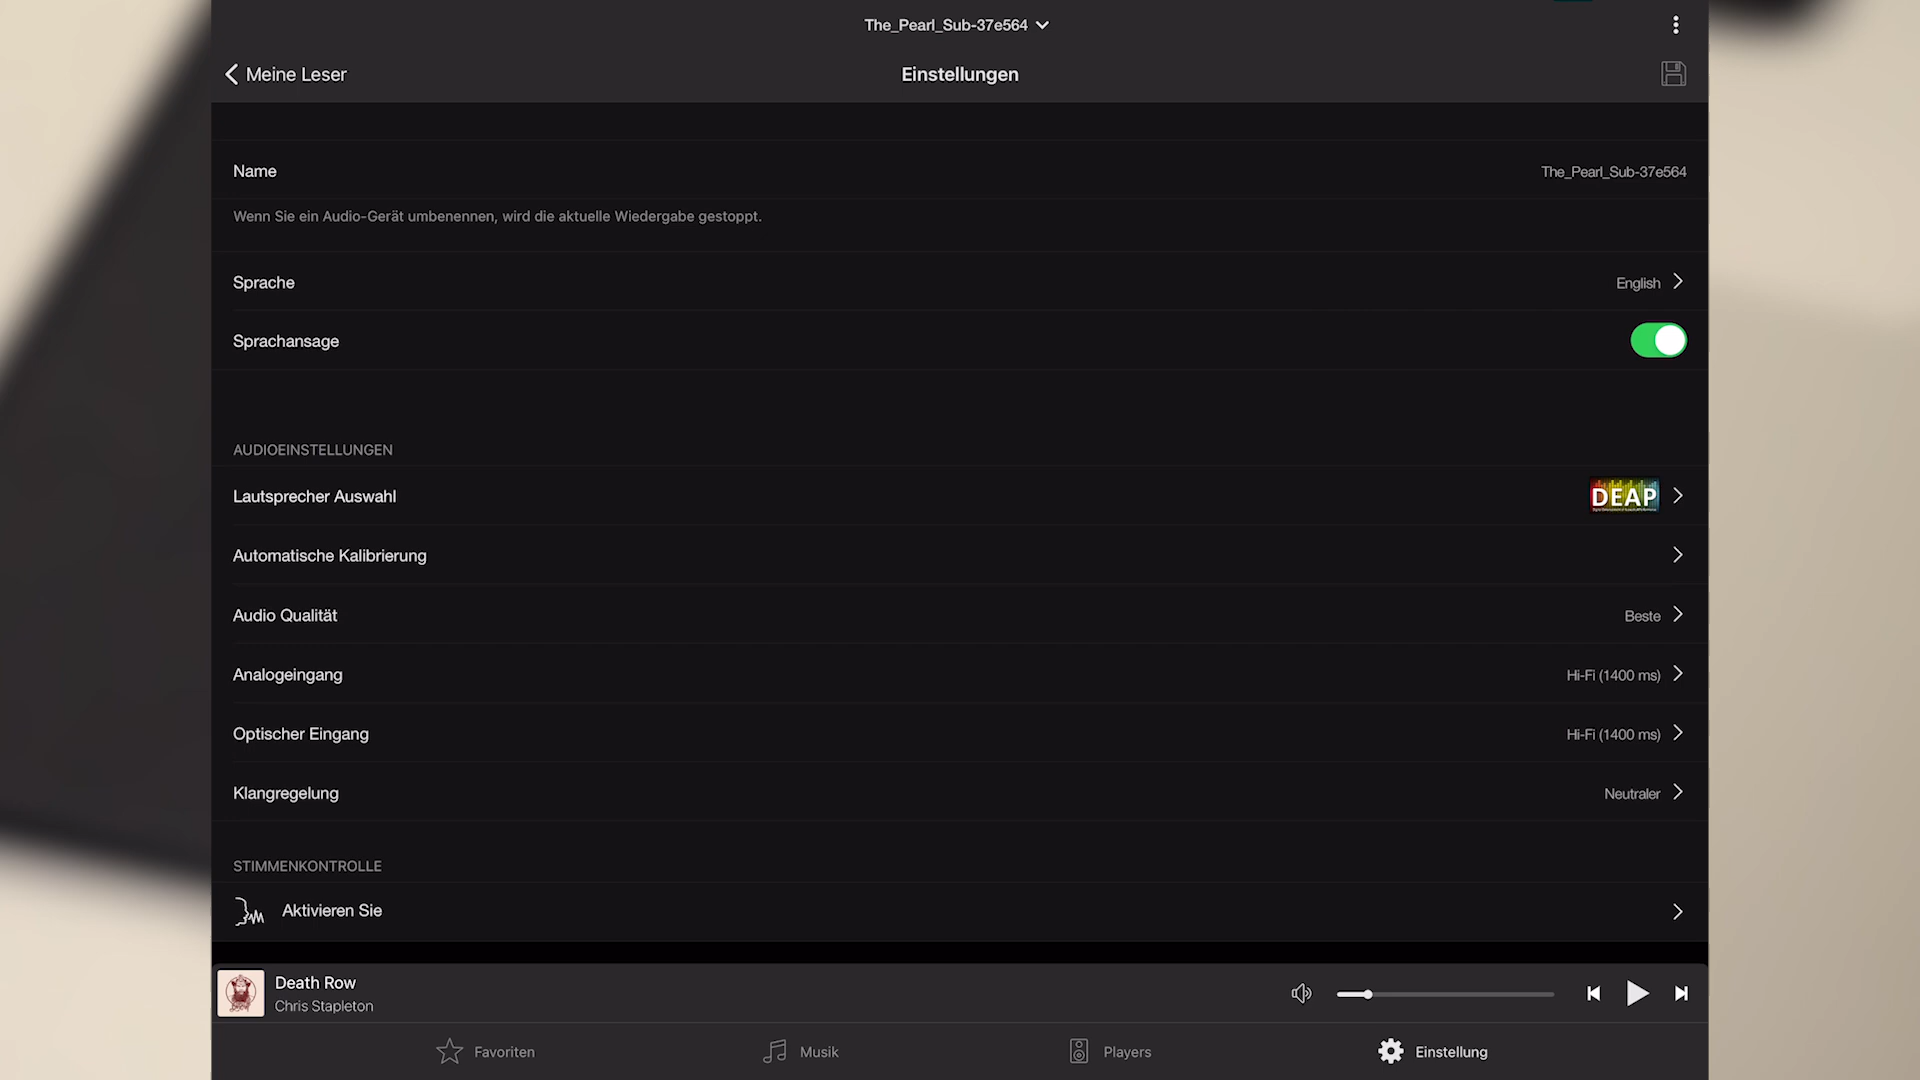 The_Pearl_Sub-37e564
Meine Leser
Einstellungen
Name
The_Pearl_Sub-37e564
Wenn Sie ein Audio-Gerät umbenennen, wird die aktuelle Wiedergabe gestoppt.
Sprache
English
Sprachansage
AUDIOEINSTELLUNGEN
Lautsprecher Auswahl
DEAP
Automatische Kalibrierung
Audio Qualität
Beste
Analogeingang
Hi-Fi (1400 ms)
Optischer Eingang
Hi-Fi (1400 ms)
Klangregelung
Neutraler
STIMMENKONTROLLE
Aktivieren Sie
Death Row
Chris Stapleton
Favoriten
Musik
Players
Einstellung